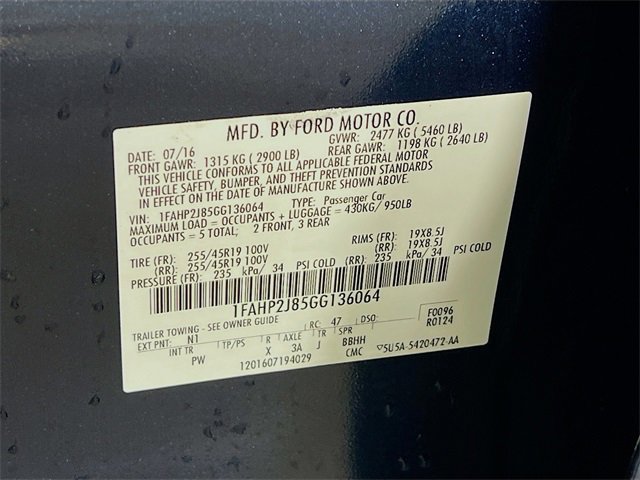 MFD. BY FORD MOTOR CO.
DATE: 07/16 GVWR: 2477 KG ( 5460 LB)
FRONT GAWR: 1315 KG ( 2900 LB) REAR GAWR: 1198 KG ( 2640 LB)
THIS VEHICLE CONFORMS TO ALL APPLICABLE FEDERAL MOTOR
VEHICLE SAFETY, BUMPER, AND THEFT PREVENTION STANDARDS
IN EFFECT ON THE DATE OF MANUFACTURE SHOWN ABOVE.
VIN: 1FAHP2J85GG136064 TYPE: Passenger Car
MAXIMUM LOAD = OCCUPANTS + LUGGAGE = 430KG/ 950LB
OCCUPANTS = 5 TOTAL; 2 FRONT, 3 REAR
TIRE (FR): 255/45R19 100V RIMS (FR): 19X8.5J
(RR): 255/45R19 100V (RR): 19X8.5J
PRESSURE (FR): 235 kPa/ 34 PSI COLD (RR): 235 kPa/ 34 PSI COLD
1FAHP2J85GG136064
TRAILER TOWING - SEE OWNER GUIDE RC: 47 DSO: F0096
EXT PNT: N1 R0124
INT TR TP/PS R AXLE TR SPR
PW X 3A J BBHH
1201607194029 CMC 5U5A-5420472-AA